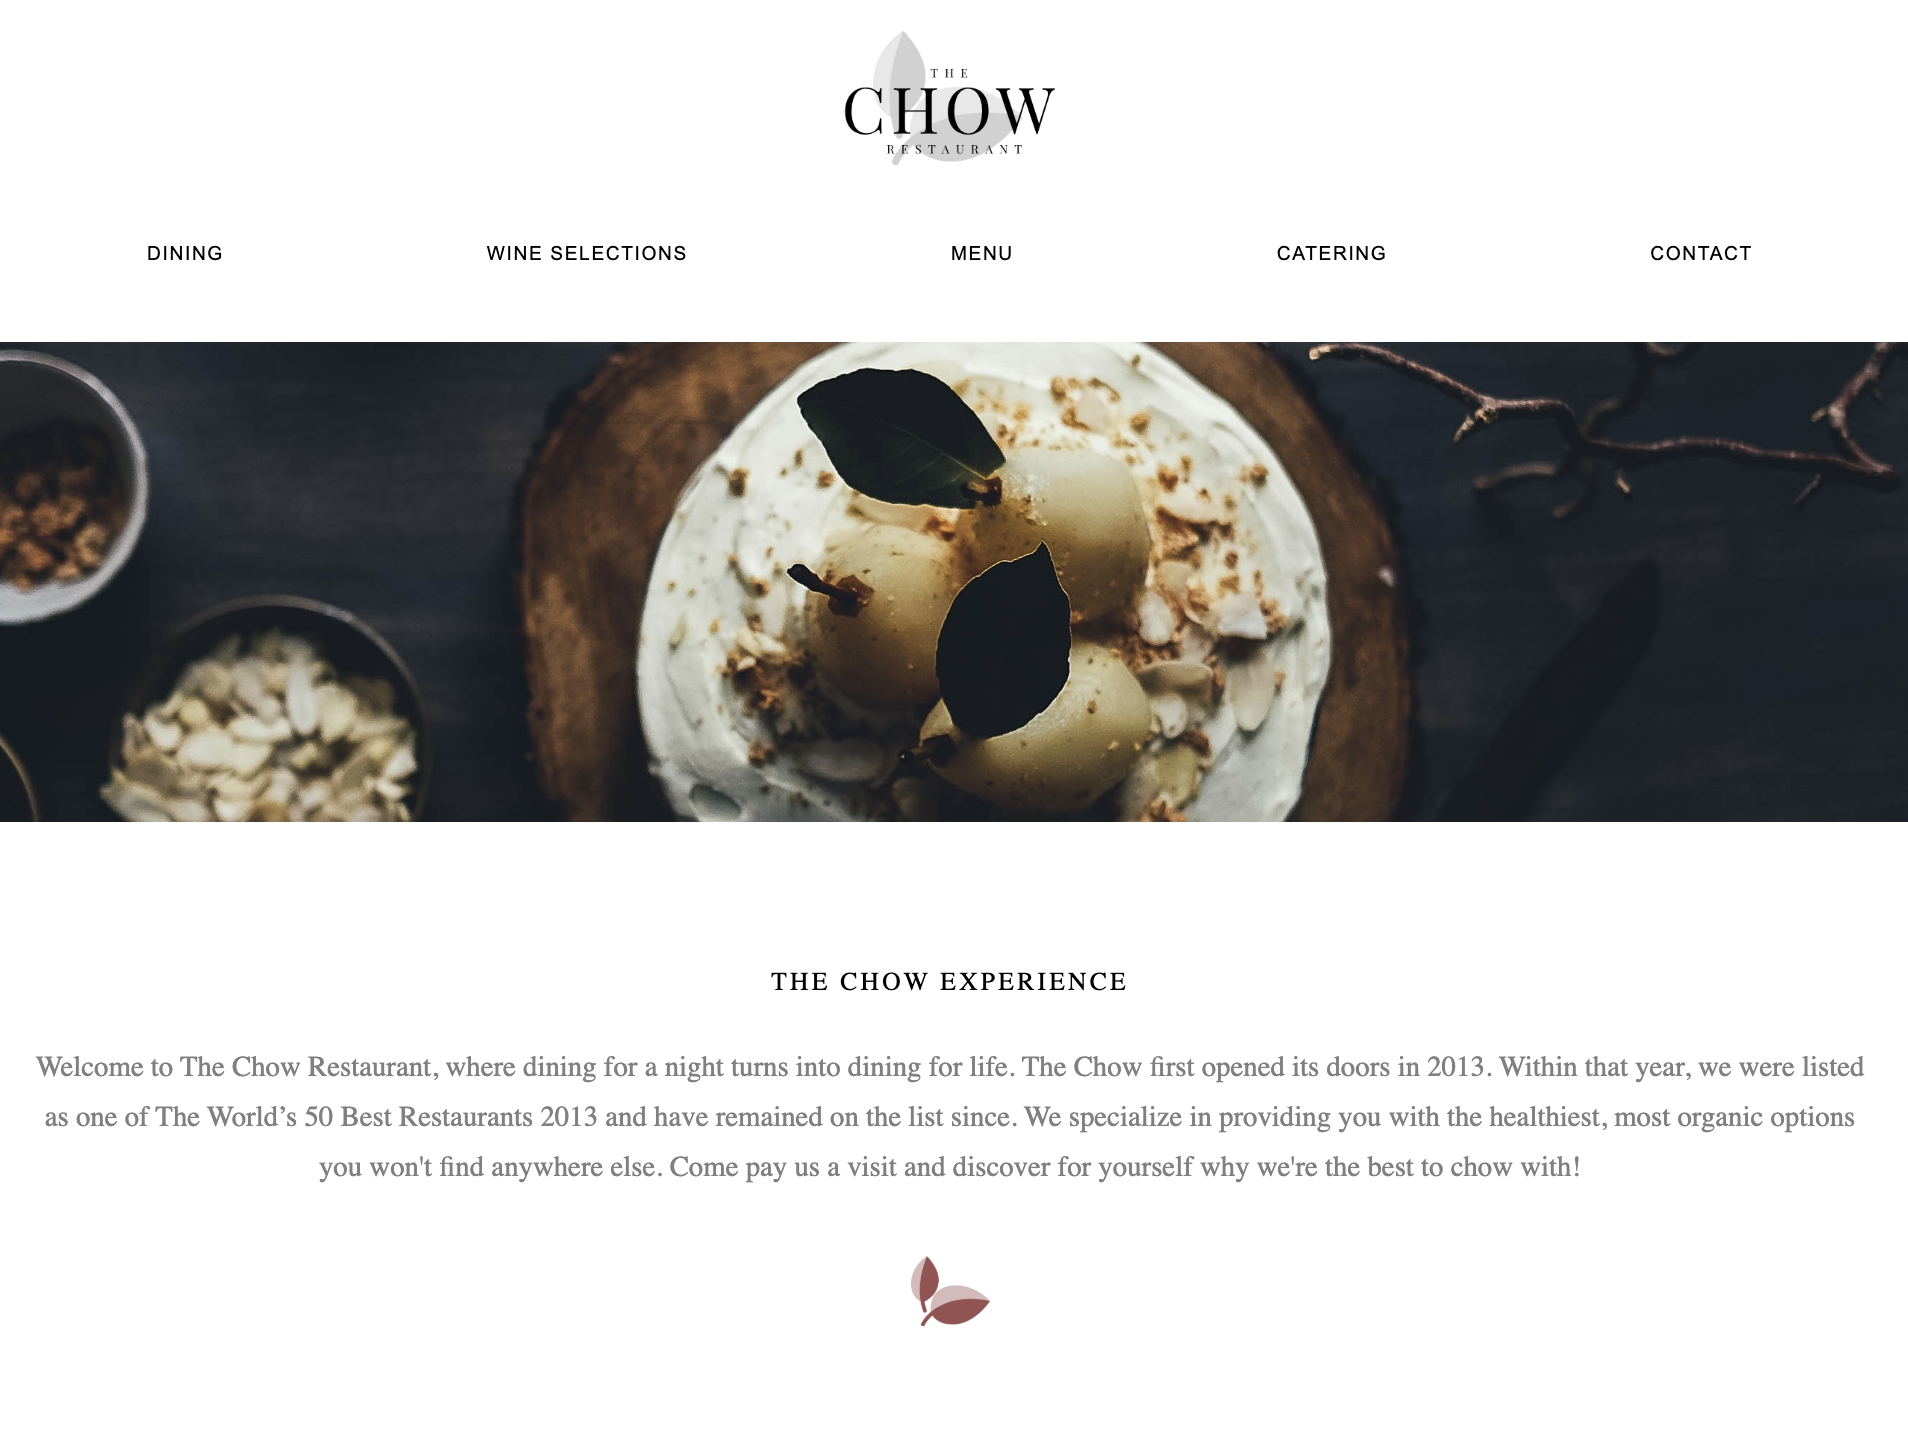 THE
CHOW
RESTAURANT
DINING
WINE SELECTIONS
MENU
CATERING
CONTACT
THE CHOW EXPERIENCE
Welcome to The Chow Restaurant, where dining for a night turns into dining for life. The Chow first opened its doors in 2013. Within that year, we were listed
as one of The World’s 50 Best Restaurants 2013 and have remained on the list since. We specialize in providing you with the healthiest, most organic options
you won't find anywhere else. Come pay us a visit and discover for yourself why we're the best to chow with!